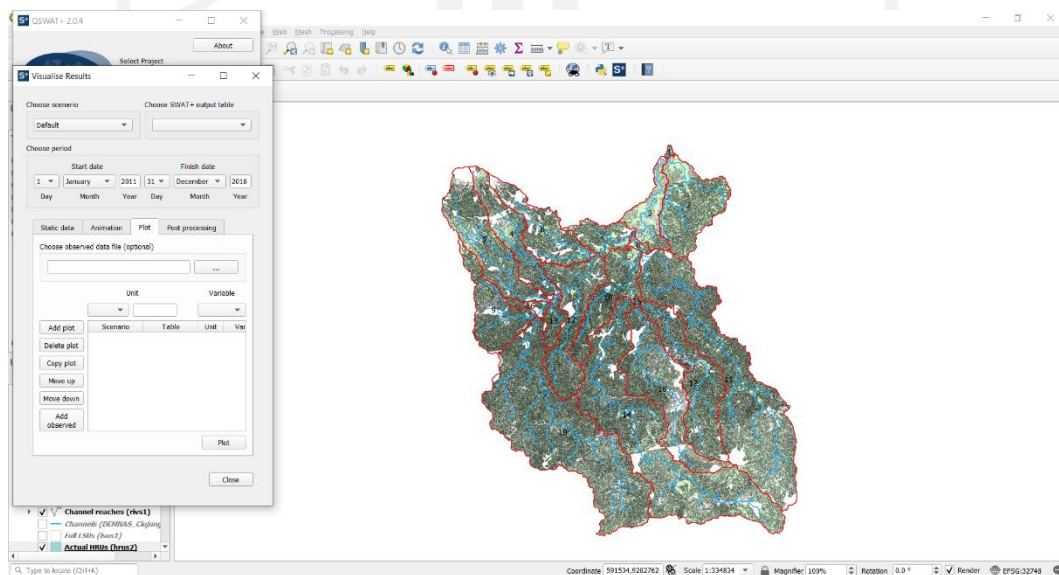 QSWAT+ 2.0.4
About
Select Project
Web Mesh Processing Help
Visualise Results
Choose scenario
Choose SWAT+ output table
Default
Choose period
Start date
Finish date
1 January 2011 31 December 2018
Day Month Year Day Month Year
Static data Animation Plot Post processing
Choose observed data file (optional)
...
Unit
Variable
Add plot
Scenario Table Unit Var
Delete plot
Copy plot
Move up
Move down
Add
observed
Plot
Close
Channel reaches (rivs1)
Full LSUs (lsus1)
Actual HRUs (hrus2)
Type to locate (Ctrl+K)
Coordinate 591534,9282762 Scale 1:334834 Magnifier 100% Rotation 0.0 ° Render EPSG:32748